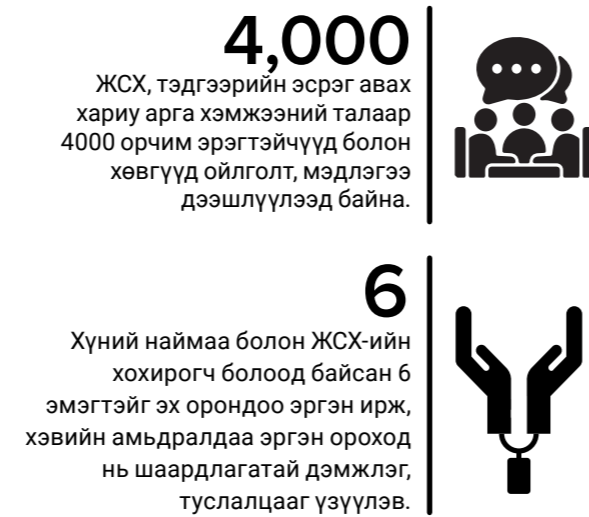 4,000
ЖСХ, тэдгээрийн эсрэг авах
хариу арга хэмжээний талаар
4000 орчим эрэгтэйчүүд болон
хөвгүүд ойлголт, мэдлэгээ
дээшлүүлээд байна.
6
Хүний наймаа болон ЖСХ-ийн
хохирогч болоод байсан 6
эмэгтэйг эх орондоо эргэн ирж,
хэвийн амьдралдаа эргэн ороход
нь шаардлагатай дэмжлэг,
туслалцааг үзүүлэв.